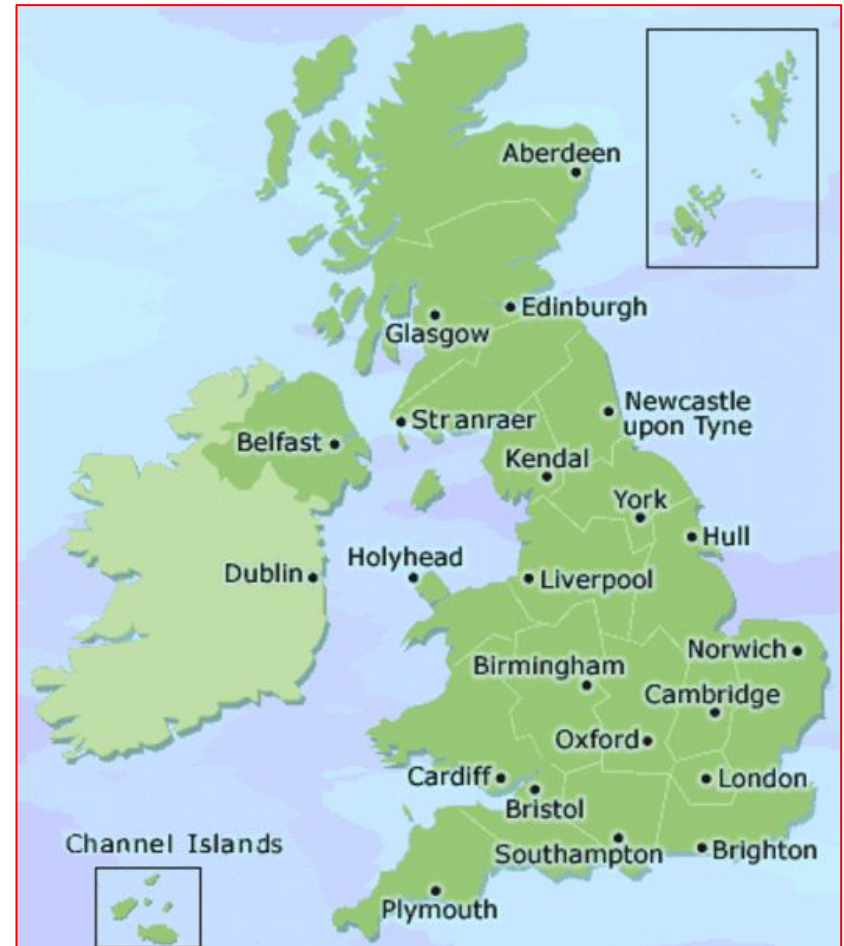 Aberdeen
Edinburgh
Glasgow
Stranraer
Newcastle
upon Tyne
Belfast
Kendal
York
Hull
Holyhead
Dublin
Liverpool
Norwich
Birmingham
Cambridge
Oxford
Cardiff
London
Bristol
Channel Islands
Southampton
Brighton
Plymouth